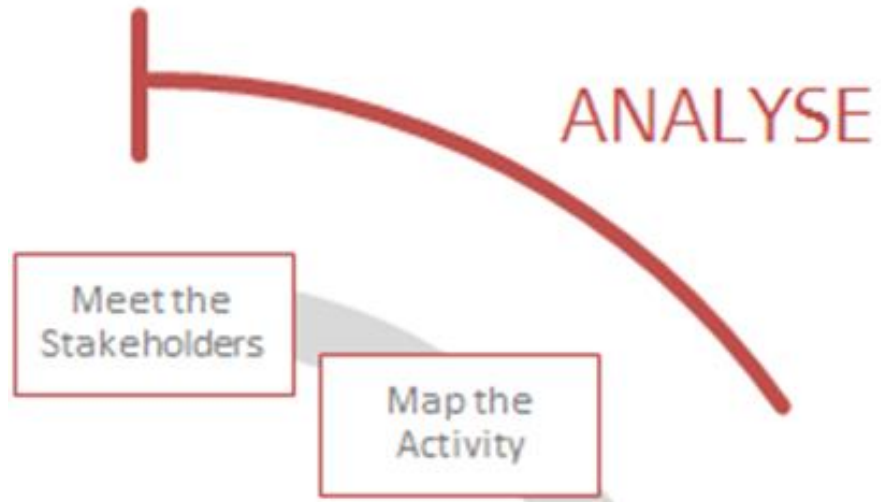 ANALYSE
Meet the
Stakeholders
Map the
Activity